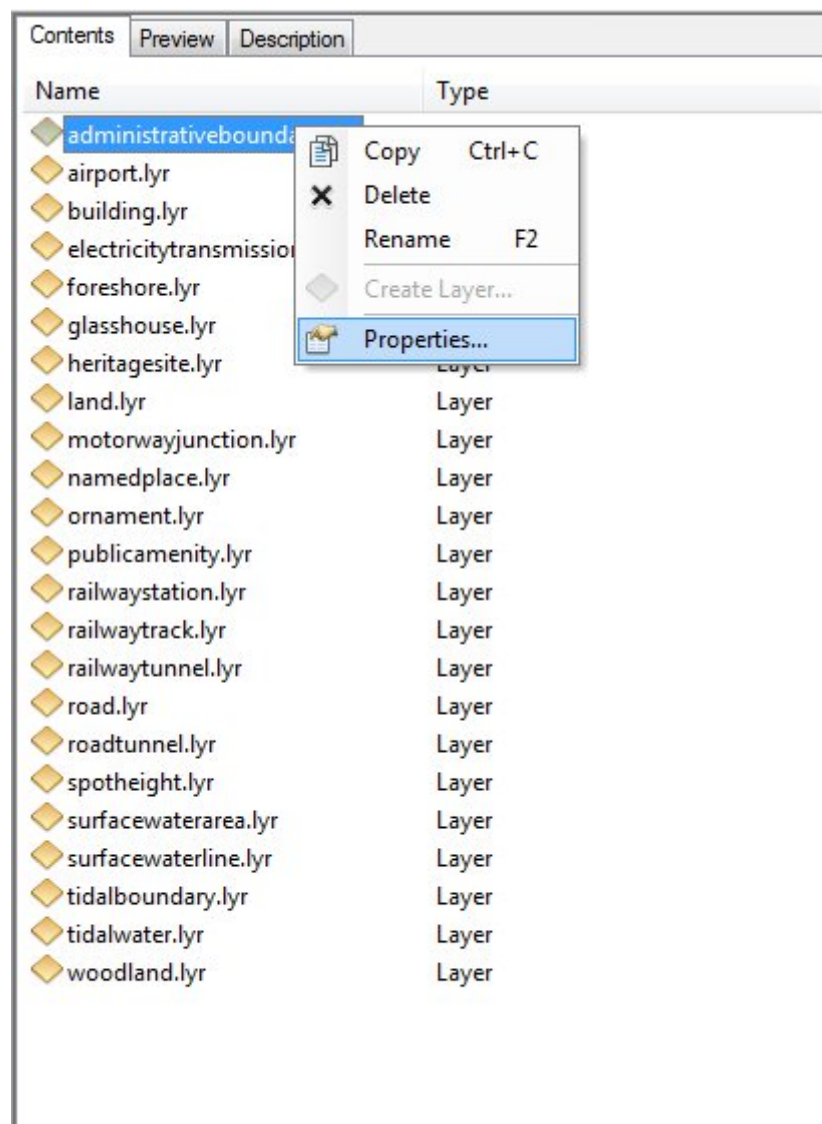 Contents Preview Description
Name Type
administrativebounda
airport.lyr
building.lyr
electricitytransmission
foreshore.lyr
glasshouse.lyr
heritagesite.lyr
Copy Ctrl+C
Delete
Rename F2
Create Layer...
Properties...
Layer
land.lyr Layer
motorwayjunction.lyr Layer
namedplace.lyr Layer
ornament.lyr Layer
publicamenity.lyr Layer
railwaystation.lyr Layer
railwaytrack.lyr Layer
railwaytunnel.lyr Layer
road.lyr Layer
roadtunnel.lyr Layer
spotheight.lyr Layer
surfacewaterarea.lyr Layer
surfacewaterline.lyr Layer
tidalboundary.lyr Layer
tidalwater.lyr Layer
woodland.lyr Layer